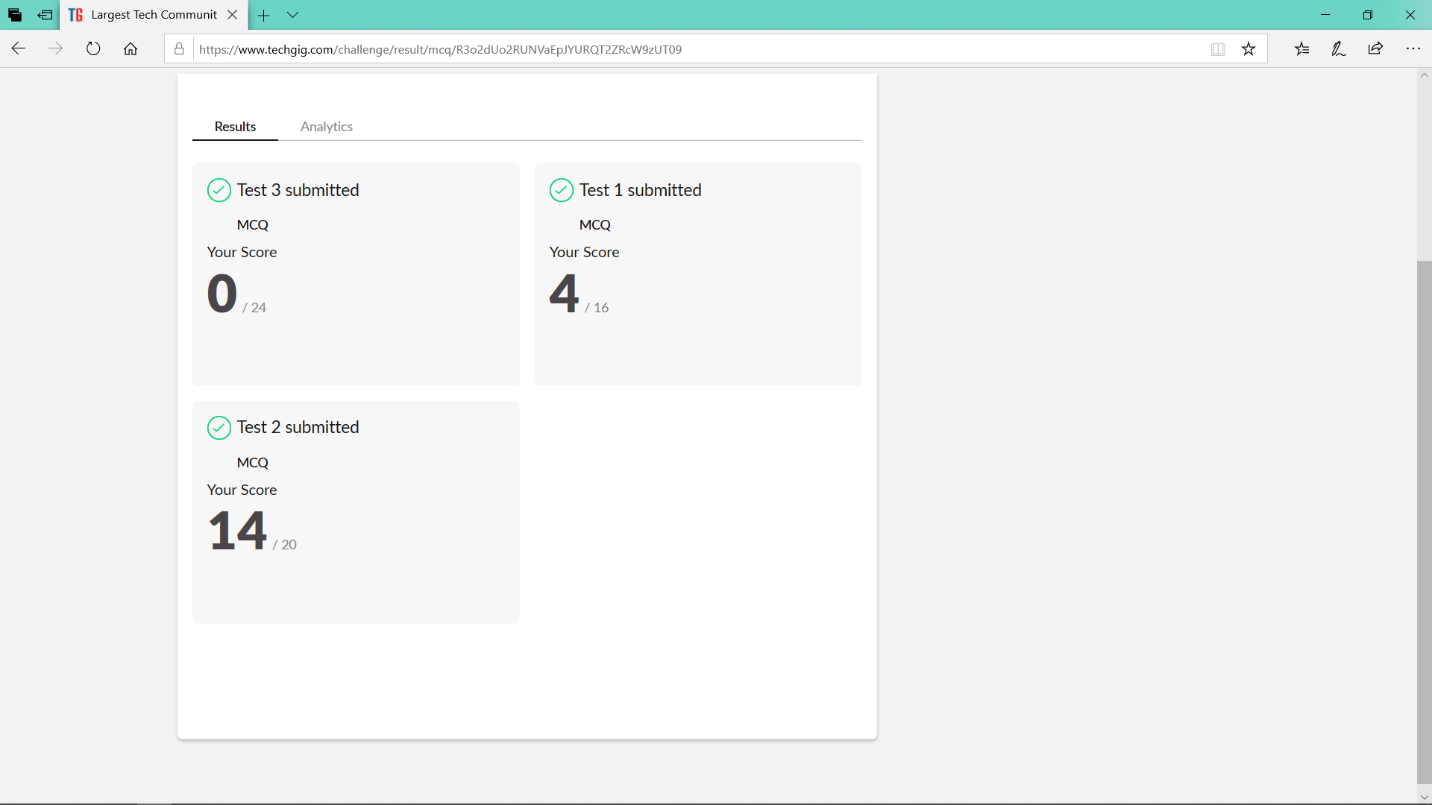 TG Largest Tech Communit
https://www.techgig.com/challenge/result/mcq/R3o2dUo2RUNVaEpJYURQT2ZRcW9zUT09
Results Analytics
Test 3 submitted
MCQ
Your Score
0 / 24
Test 1 submitted
MCQ
Your Score
4 / 16
Test 2 submitted
MCQ
Your Score
14 / 20